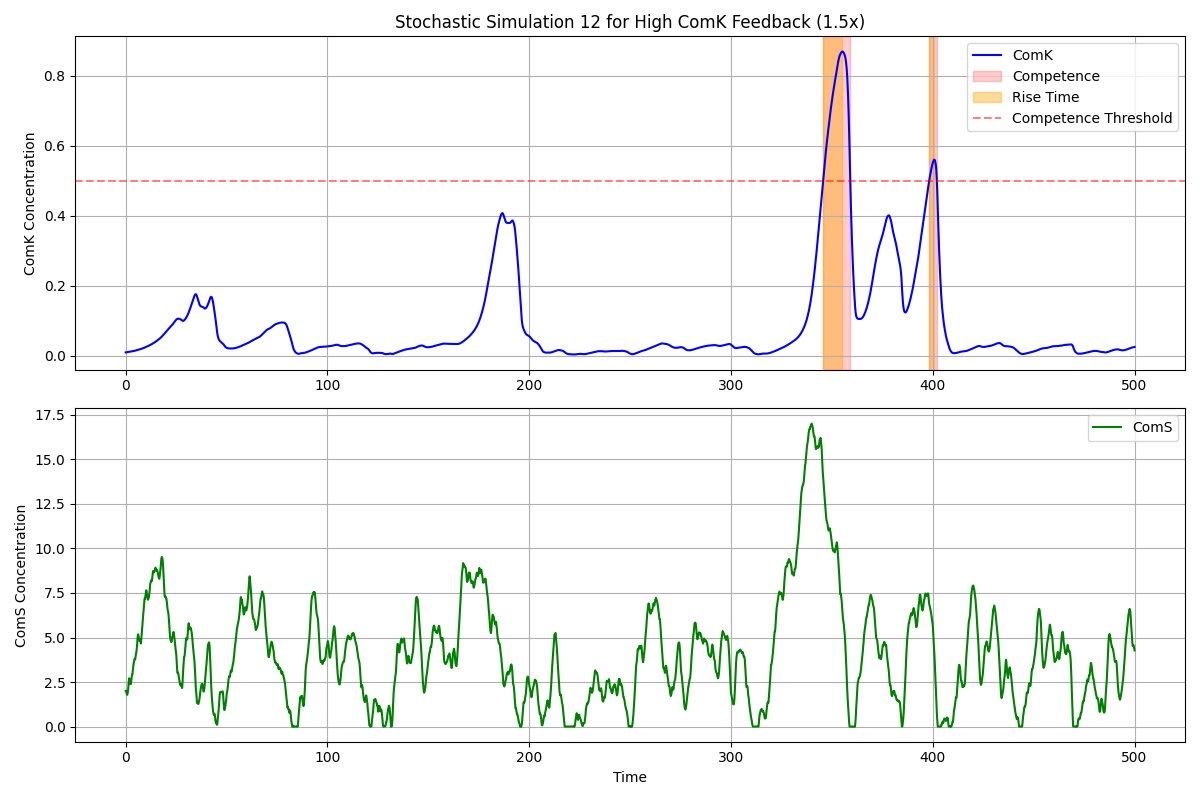 Stochastic Simulation 12 for High ComK Feedback (1.5x)
ComK Concentration
0.8
0.6
0.4
0.2
0.0
ComK
Competence
Rise Time
Competence Threshold
0 100 200 300 400 500
ComS Concentration
17.5
15.0
12.5
10.0
7.5
5.0
2.5
0.0
ComS
0 100 200 300 400 500
Time